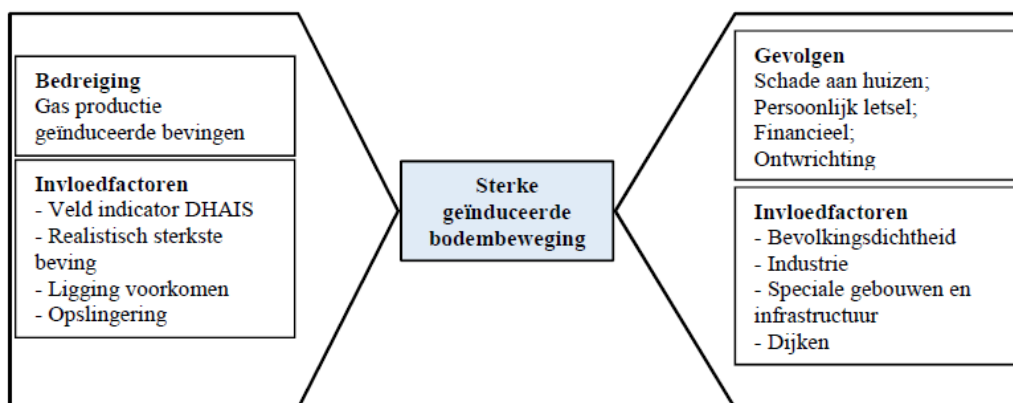 Bedreiging
Gas productie
geïnduceerde bevingen
Invloedfactoren
- Veld indicator DHAIS
- Realistisch sterkste
beving
- Ligging voorkomen
- Opslingering
Sterke
geïnduceerde
bodembeweging
Gevolgen
Schade aan huizen;
Persoonlijk letsel;
Financieel;
Ontwrichting
Invloedfactoren
- Bevolkingsdichtheid
- Industrie
- Speciale gebouwen en
infrastructuur
- Dijken